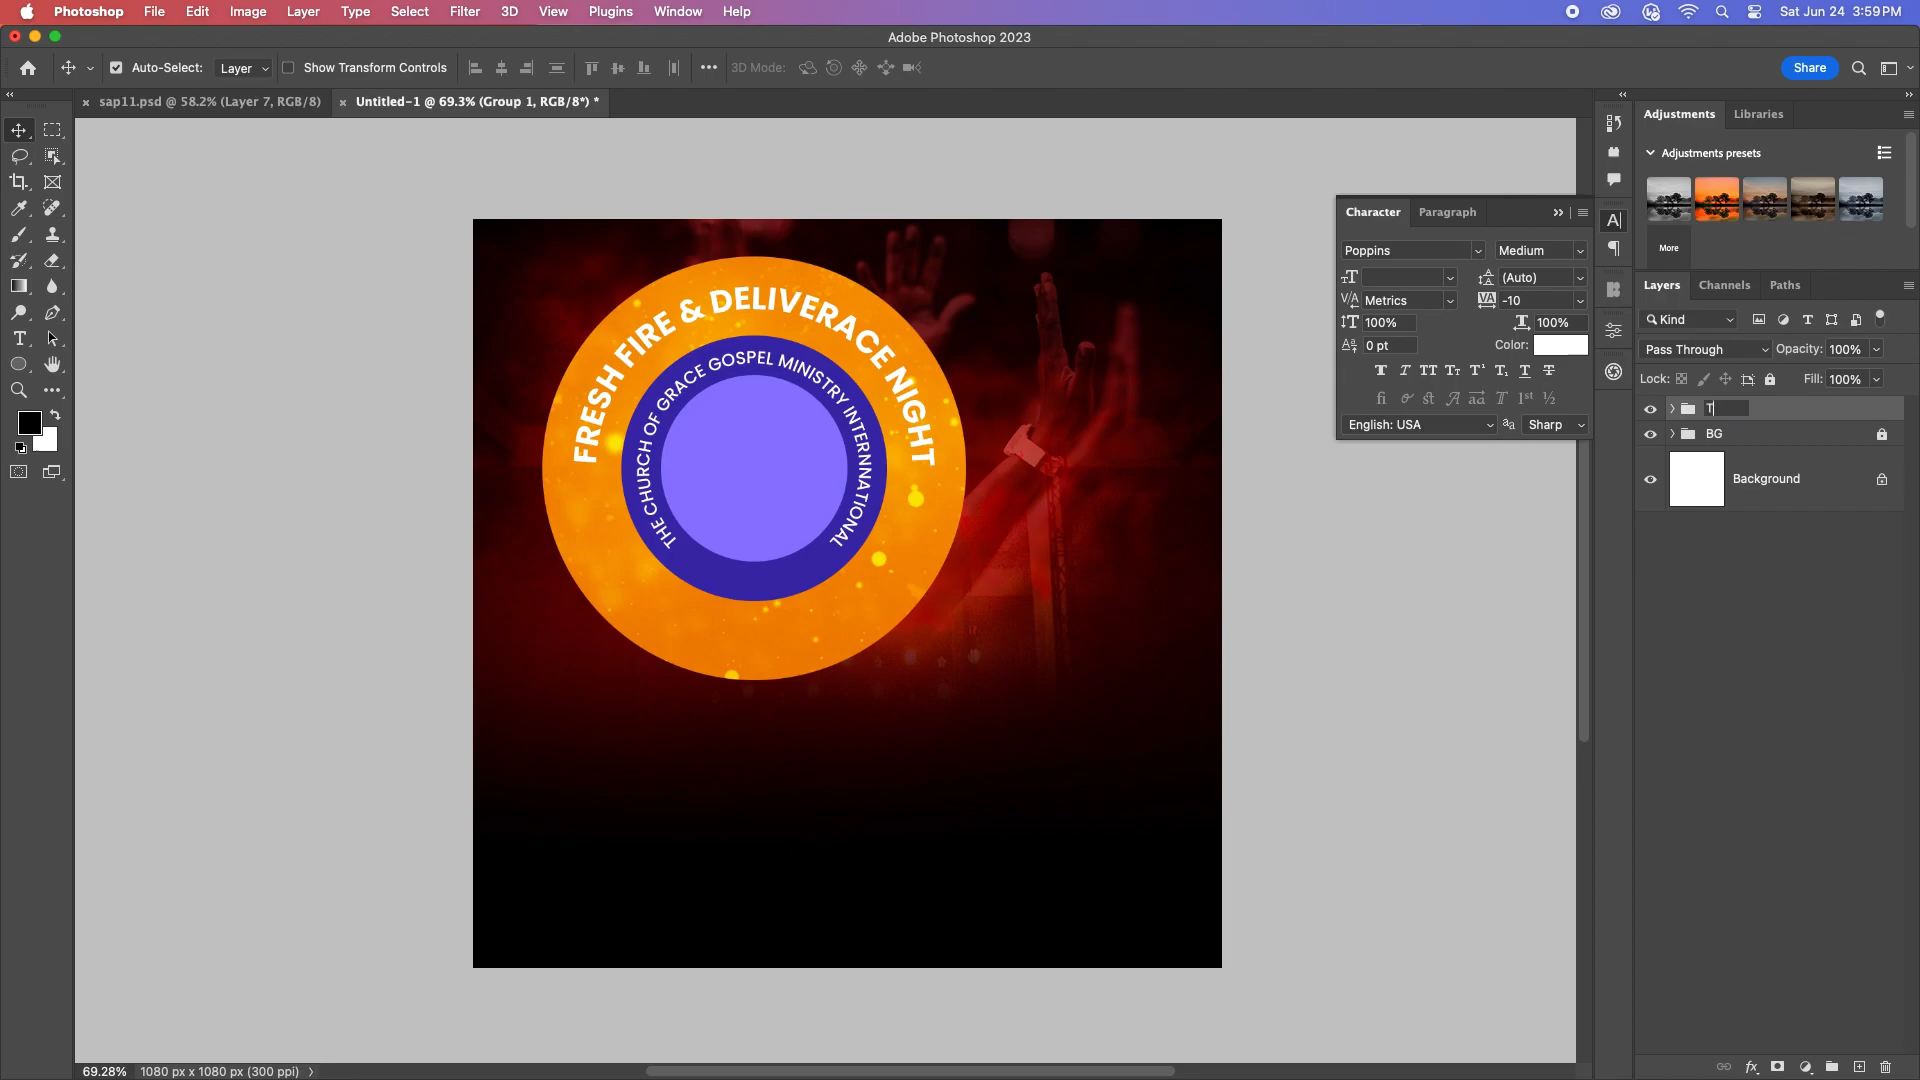 Photoshop File Edit Image Layer Type Select Filter 3D View Plugins Window Help Sat Jun 24 3:59 PM
Adobe Photoshop 2023
Auto-Select: Layer Show Transform Controls 3D Mode: Share
sap11.psd @ 58.2% (Layer 7, RGB/8) Untitled-1 @ 69.3% (Group 1, RGB/8*) *
Adjustments Libraries
Adjustments presets
More
Character Paragraph
Poppins Medium
(Auto)
Metrics -10
100% 100%
0 pt Color:
English: USA Sharp
Layers Channels Paths
Kind
Pass Through Opacity: 100%
Lock: Fill: 100%
T
BG
Background
FRESH FIRE & DELIVERACE NIGHT
THE CHURCH OF GRACE GOSPEL MINISTRY INTERNNATIONAL
69.28% 1080 px x 1080 px (300 ppi)